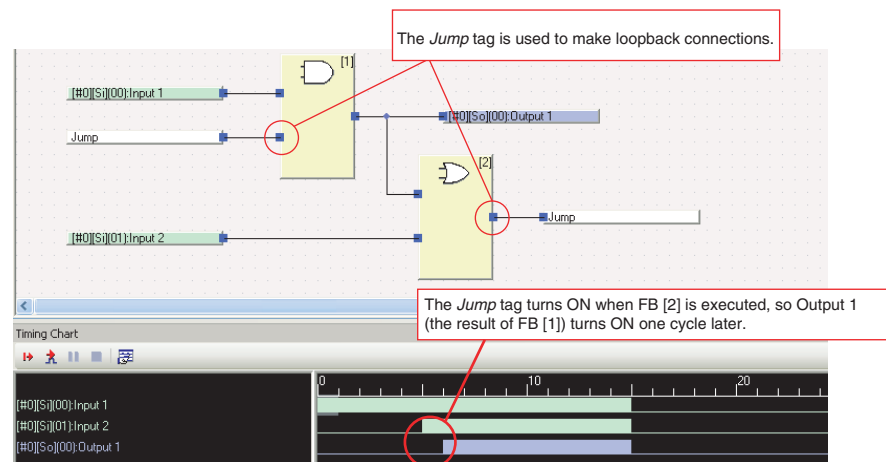 The Jump tag is used to make loopback connections.
[1]
[#0][Si](00):Input 1
[#0][So](00):Output 1
Jump
[2]
Jump
[#0][Si](01):Input 2
The Jump tag turns ON when FB [2] is executed, so Output 1
(the result of FB [1]) turns ON one cycle later.
Timing Chart
0 10 20
[#0][Si](00):Input 1
[#0][Si](01):Input 2
[#0][So](00):Output 1